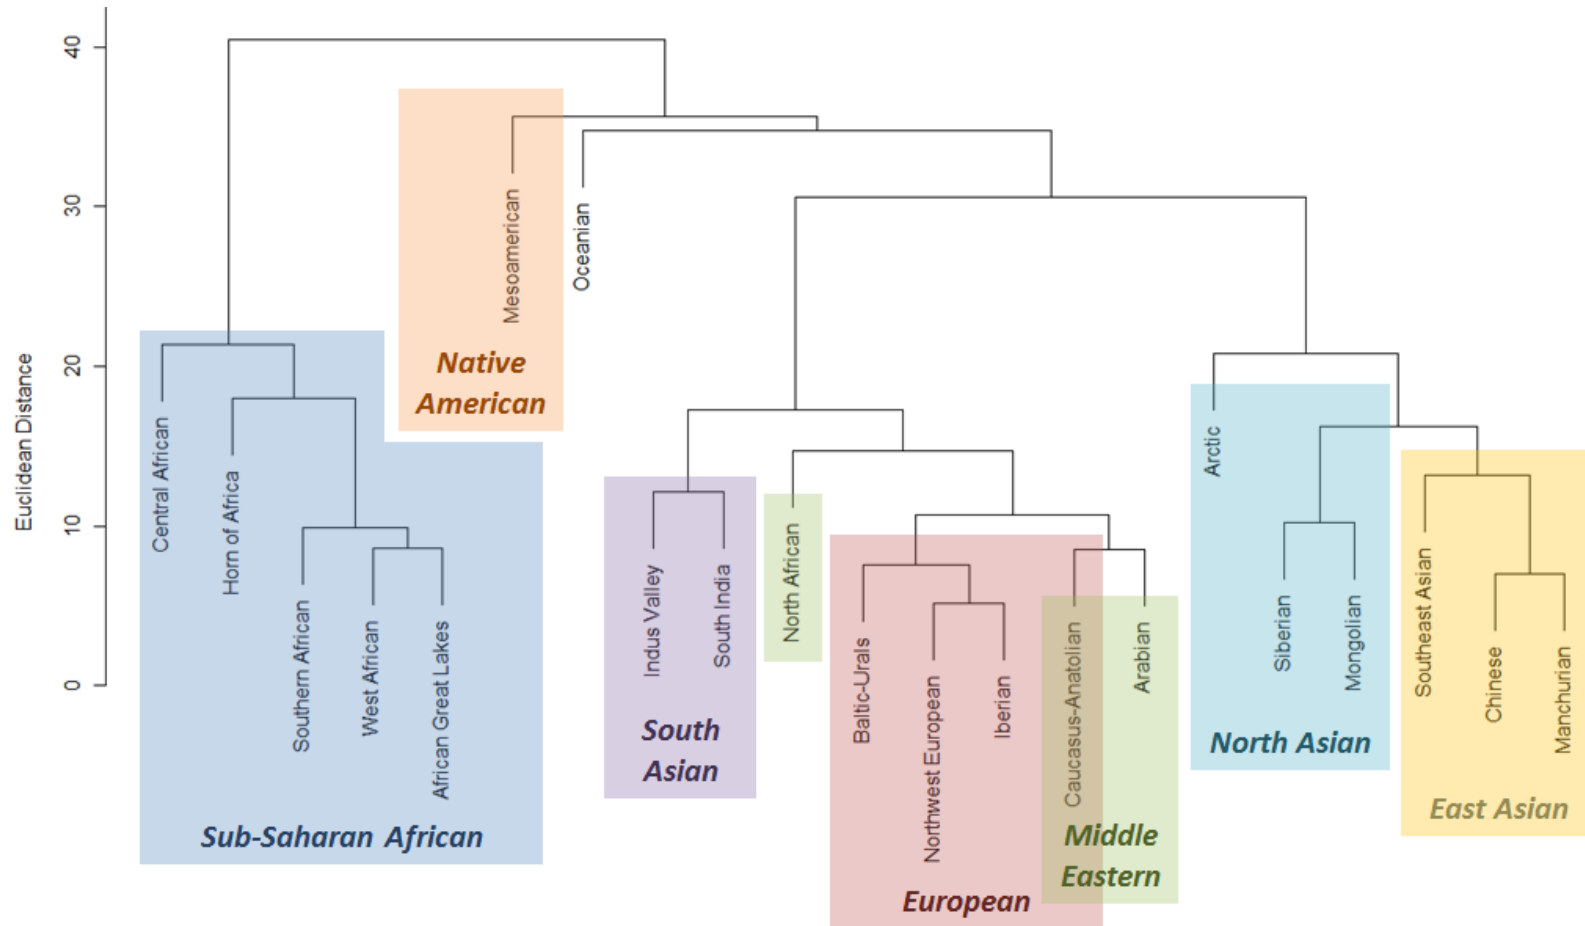 Euclidean Distance
40
30
20
10
0
Central African
Horn of Africa
Southern African
West African
African Great Lakes
Sub-Saharan African
Mesoamerican
Native
American
Oceanian
Indus Valley
South India
South
Asian
North African
Baltic-Urals
Northwest European
Iberian
Caucasus-Anatolian
European
Arabian
Middle
Eastern
Arctic
Siberian
Mongolian
North Asian
Southeast Asian
Chinese
Manchurian
East Asian